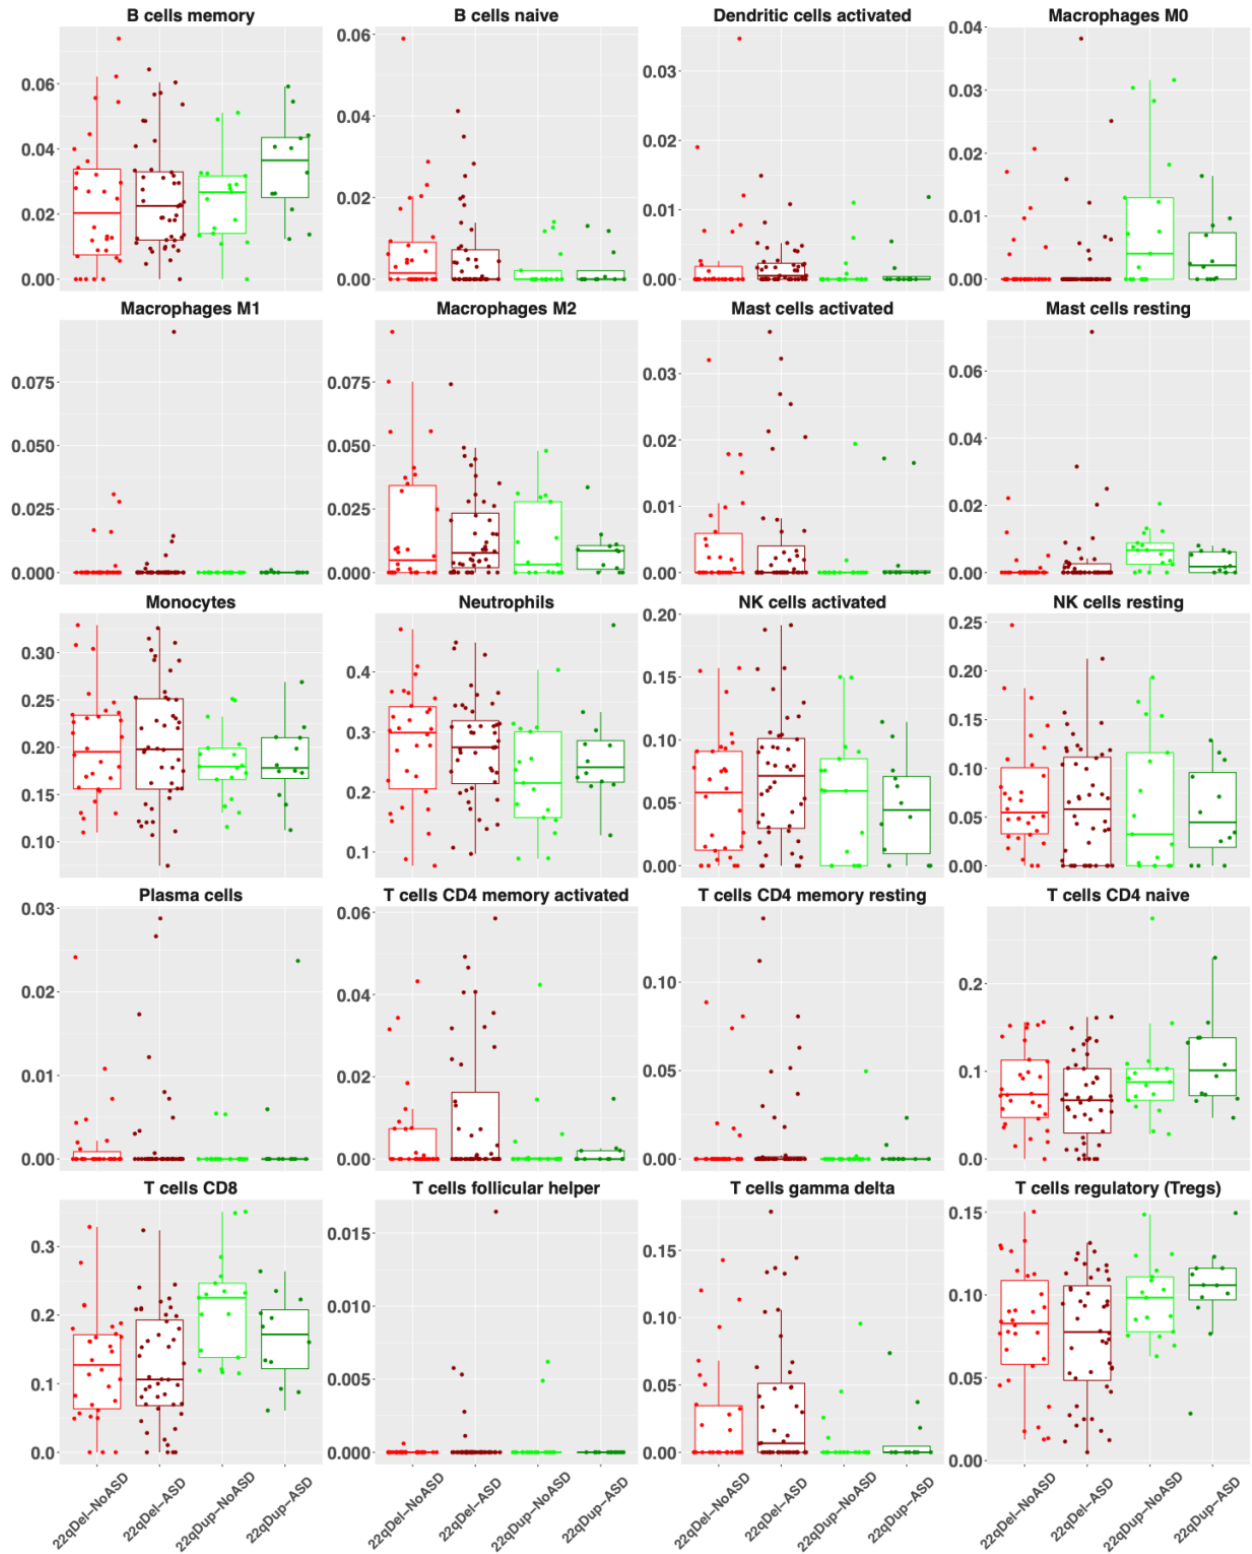 B cells memory
B cells naive
Dendritic cells activated
Macrophages M0
0.06
0.04
0.02
0.00
0.06
0.04
0.02
0.00
0.03
0.02
0.01
0.00
0.04
0.03
0.02
0.01
0.00
Macrophages M1
Macrophages M2
Mast cells activated
Mast cells resting
0.075
0.050
0.025
0.000
0.075
0.050
0.025
0.000
0.03
0.02
0.01
0.00
0.06
0.04
0.02
0.00
Monocytes
Neutrophils
NK cells activated
NK cells resting
0.30
0.25
0.20
0.15
0.10
0.4
0.3
0.2
0.1
0.20
0.15
0.10
0.05
0.00
0.25
0.20
0.15
0.10
0.05
0.00
Plasma cells
T cells CD4 memory activated
T cells CD4 memory resting
T cells CD4 naive
0.03
0.02
0.01
0.00
0.06
0.04
0.02
0.00
0.10
0.05
0.00
0.2
0.1
0.0
T cells CD8
T cells follicular helper
T cells gamma delta
T cells regulatory (Tregs)
0.3
0.2
0.1
0.0
0.015
0.010
0.005
0.000
0.15
0.10
0.05
0.00
0.15
0.10
0.05
0.00
22qDel–NoASD
22qDel–ASD
22qDup–NoASD
22qDup–ASD
22qDel–NoASD
22qDel–ASD
22qDup–NoASD
22qDup–ASD
22qDel–NoASD
22qDel–ASD
22qDup–NoASD
22qDup–ASD
22qDel–NoASD
22qDel–ASD
22qDup–NoASD
22qDup–ASD